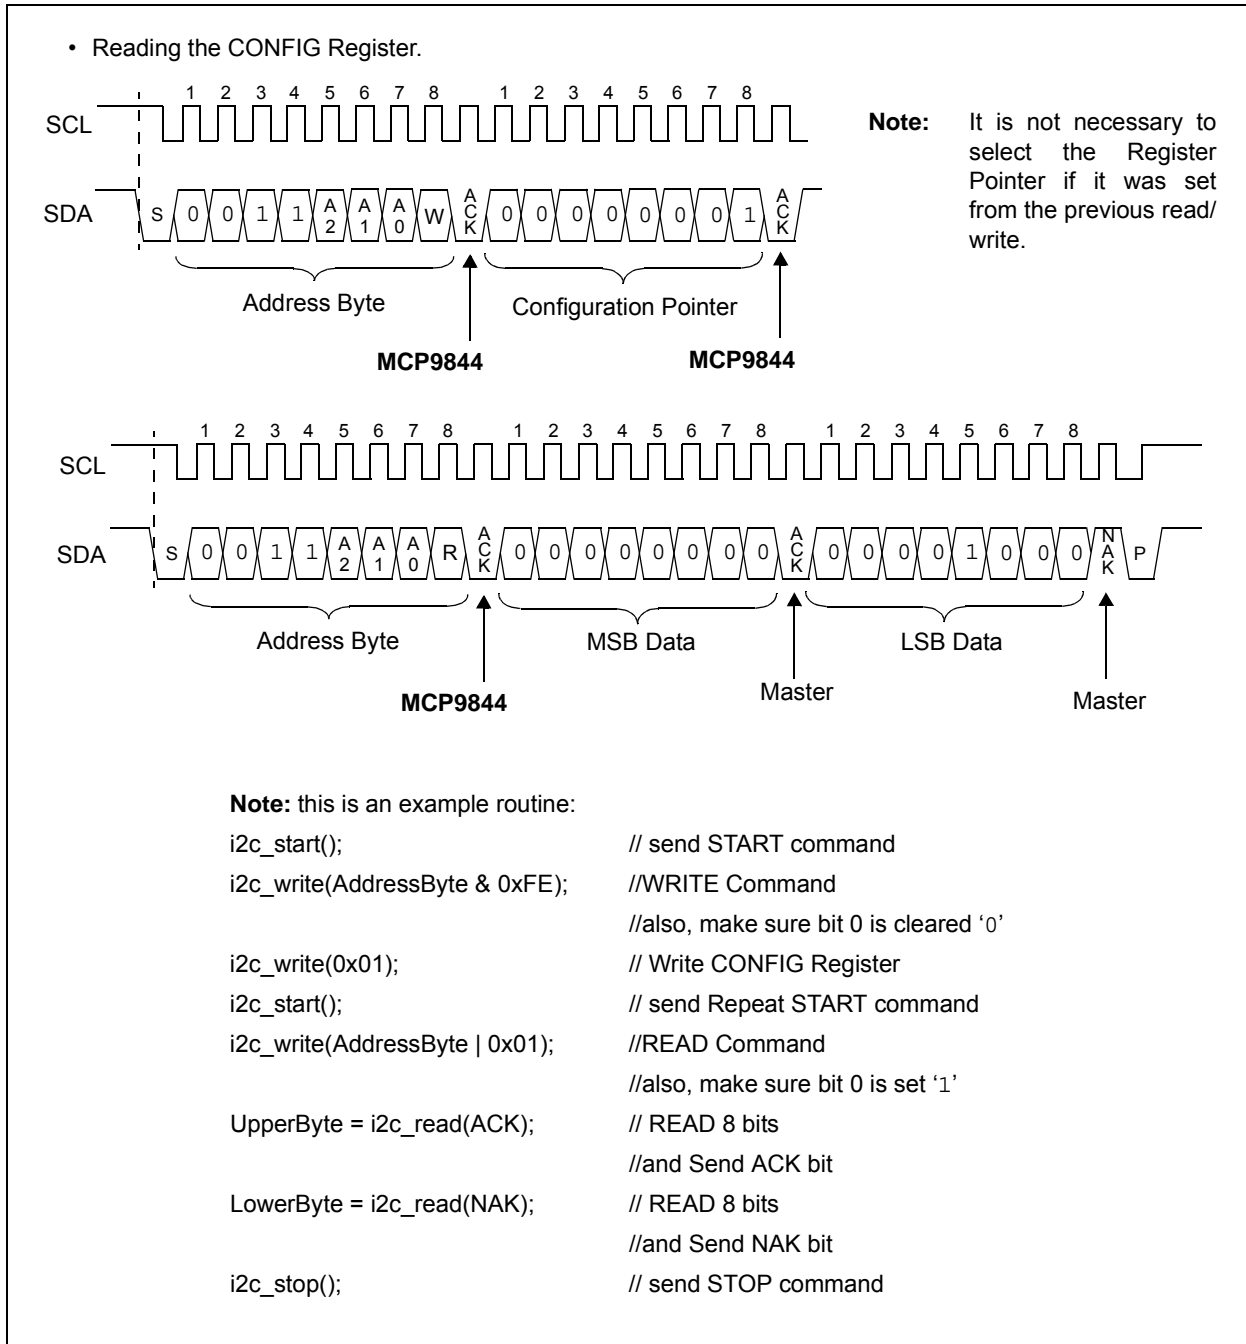 • Reading the CONFIG Register.
1 2 3 4 5 6 7 8 1 2 3 4 5 6 7 8
SCL
SDA
S 0 0 1 1 A2 A1 A0 W ACK 0 0 0 0 0 0 0 1 ACK
Address Byte
Configuration Pointer
MCP9844
MCP9844
Note: It is not necessary to
select the Register
Pointer if it was set
from the previous read/
write.
1 2 3 4 5 6 7 8 1 2 3 4 5 6 7 8 1 2 3 4 5 6 7 8
SCL
SDA
S 0 0 1 1 A2 A1 A0 R ACK 0 0 0 0 0 0 0 0 ACK 0 0 0 0 1 0 0 0 NAK P
Address Byte
MSB Data
LSB Data
MCP9844
Master
Master
Note: this is an example routine:
i2c_start(); // send START command
i2c_write(AddressByte & 0xFE); //WRITE Command
//also, make sure bit 0 is cleared ‘0’
i2c_write(0x01); // Write CONFIG Register
i2c_start(); // send Repeat START command
i2c_write(AddressByte | 0x01); //READ Command
//also, make sure bit 0 is set ‘1’
UpperByte = i2c_read(ACK); // READ 8 bits
//and Send ACK bit
LowerByte = i2c_read(NAK); // READ 8 bits
//and Send NAK bit
i2c_stop(); // send STOP command